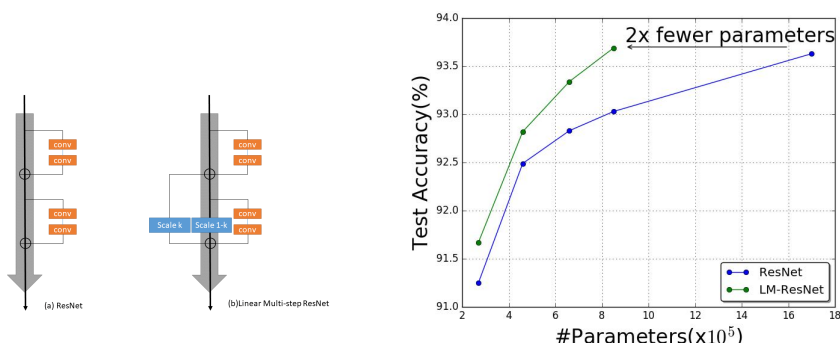 conv
conv
conv
conv
(a) ResNet
conv
conv
Scale k
Scale 1-k
conv
conv
(b)Linear Multi-step ResNet
94.0
93.5
93.0
92.5
92.0
91.5
91.0
Test Accuracy(%)
2x fewer parameters
ResNet
LM-ResNet
2 4 6 8 10 12 14 16 18
#Parameters(x10⁵)